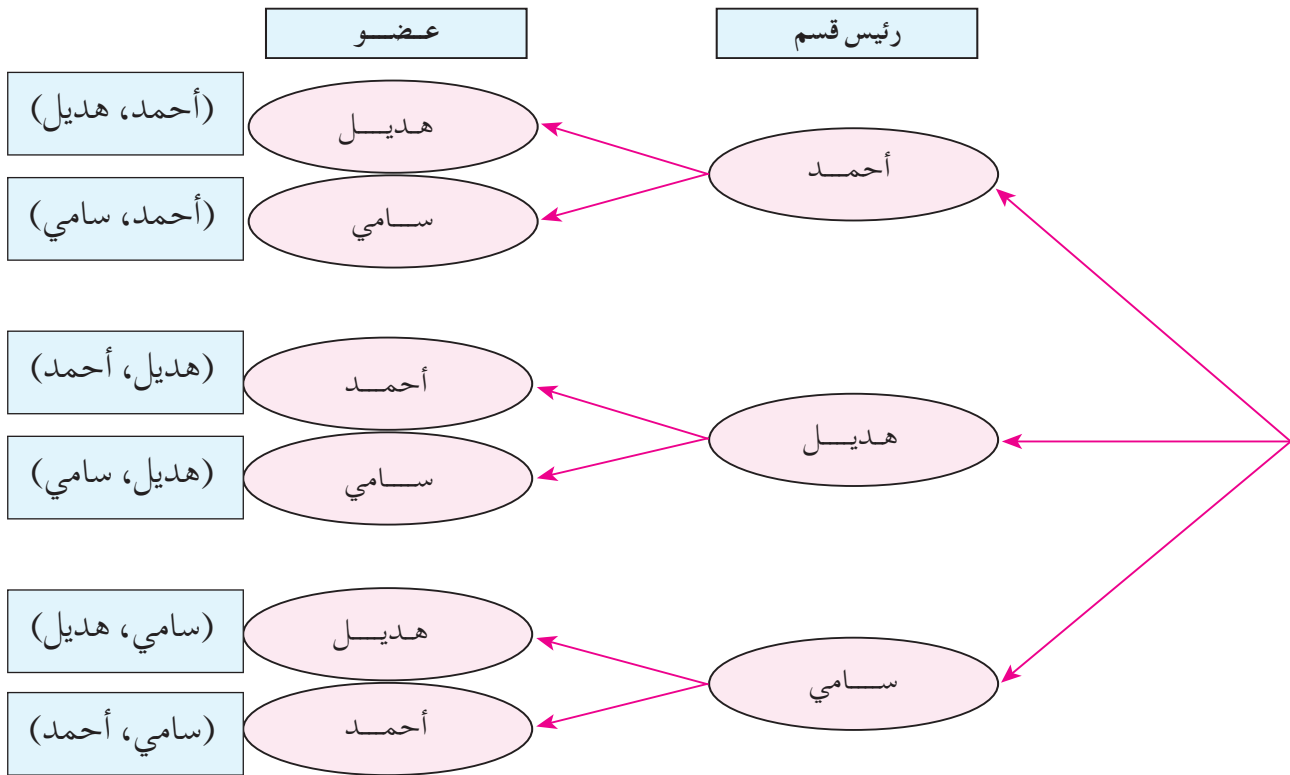 رئيس قسم
عضو
أحمد
هديل
(أحمد، هديل)
سامي
(أحمد، سامي)
هديل
أحمد
(هديل، أحمد)
سامي
(هديل، سامي)
سامي
هديل
(سامي، هديل)
أحمد
(سامي، أحمد)